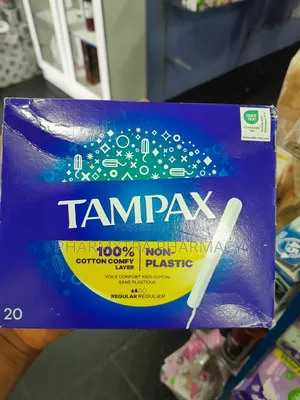 TAMPAX
100%
COTTON COMFY
LAYER
NON-
PLASTIC
VOILE CONFORT 100% COTON
SANS PLASTIQUE
REGULAR RÉGULIER
20